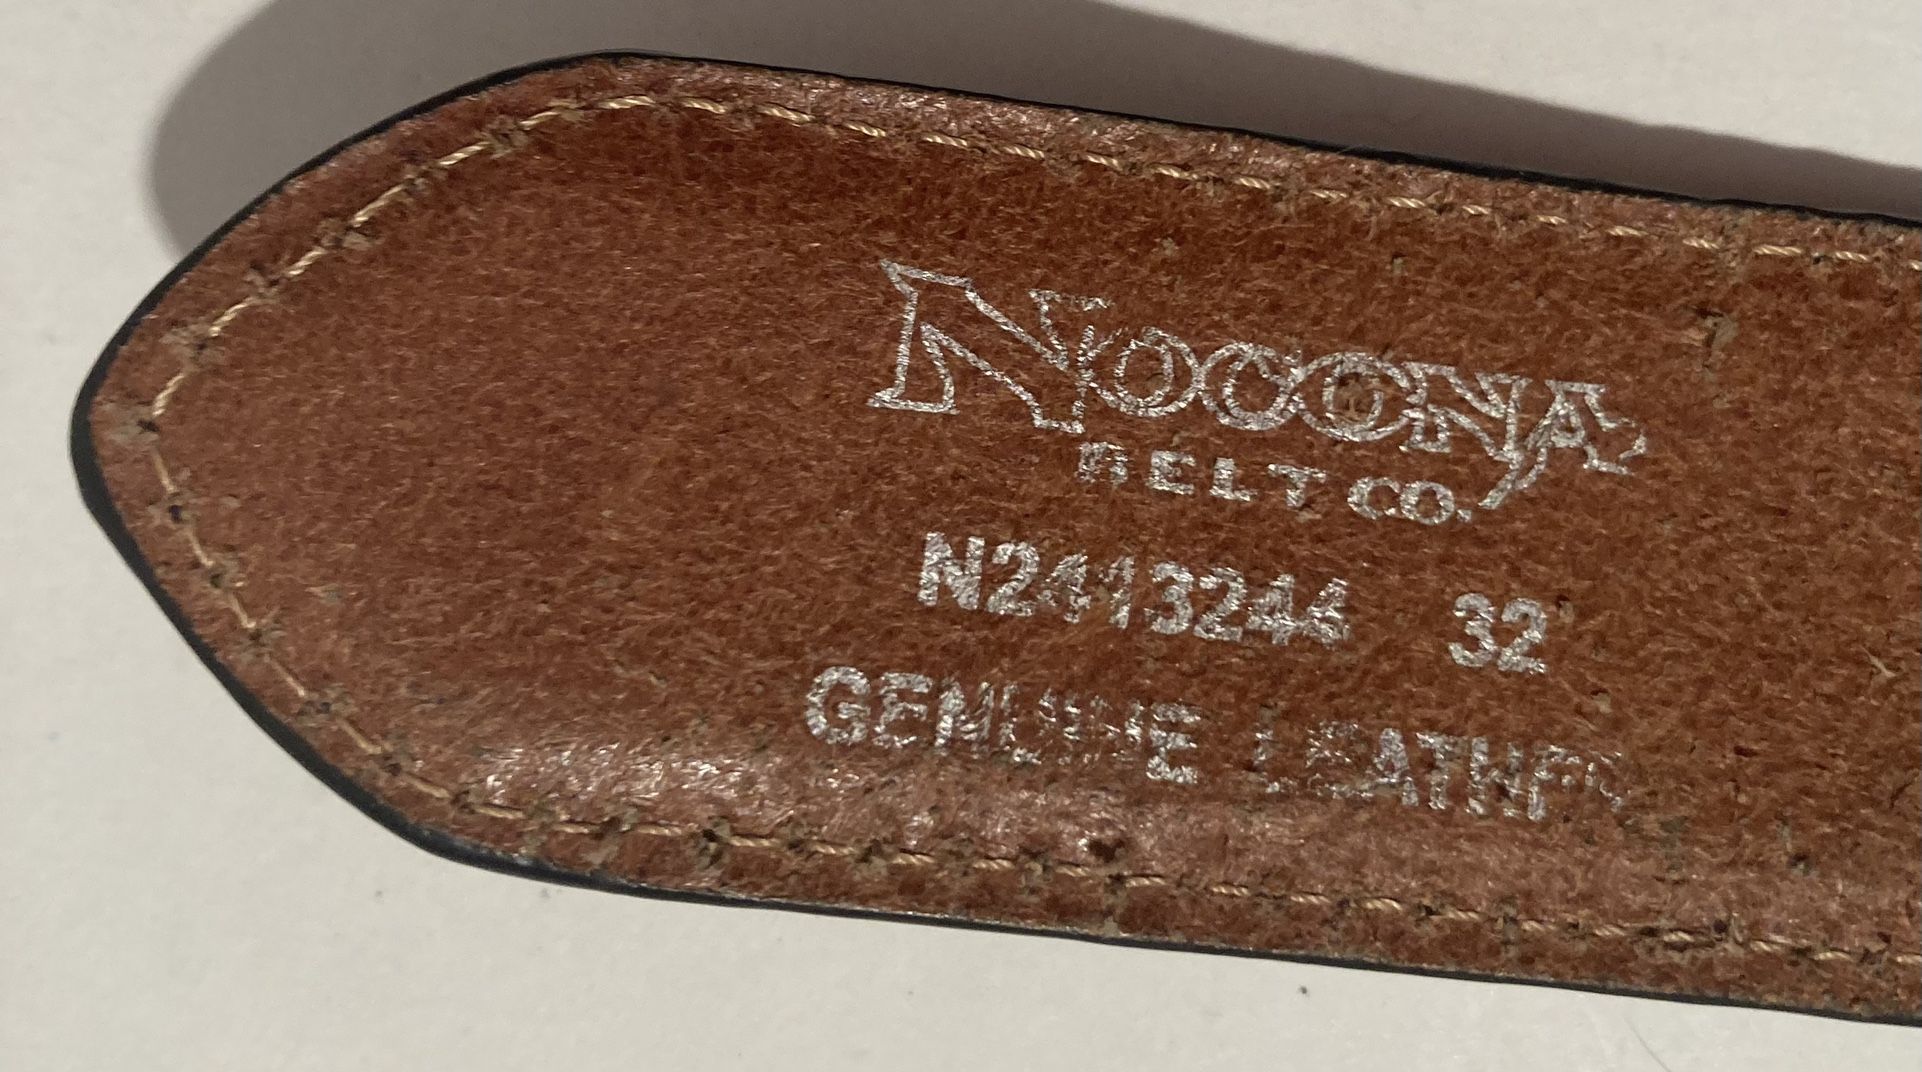 NOCONA
BELT CO.
N2413244 32
GENUINE LEATHER